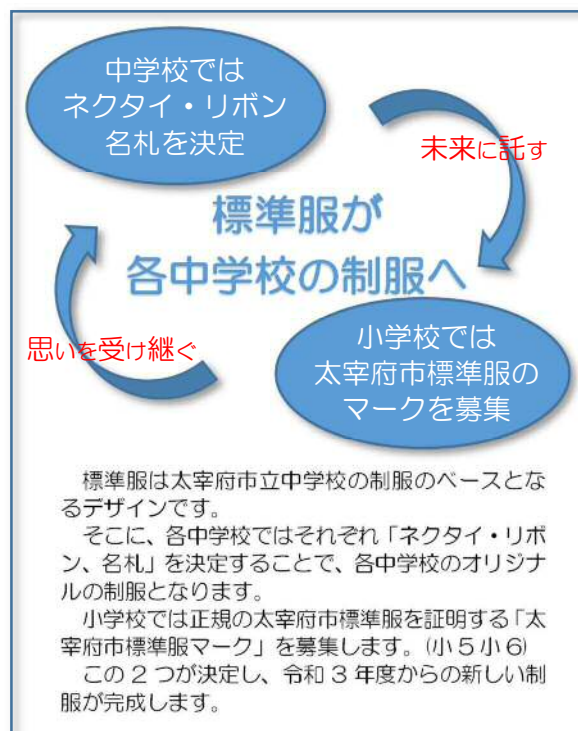 中学校では
ネクタイ・リボン
名札を決定
未来に託す
標準服が
各中学校の制服へ
思いを受け継ぐ
小学校では
太宰府市標準服の
マークを募集
　標準服は太宰府市立中学校の制服のベースとな
るデザインです。
　そこに、各中学校ではそれぞれ「ネクタイ・リボ
ン、名札」を決定することで、各中学校のオリジナ
ルの制服となります。
　小学校では正規の太宰府市標準服を証明する「太
宰府市標準服マーク」を募集します。(小５小６)
　この 2 つが決定し、令和 3 年度からの新しい制
服が完成します。